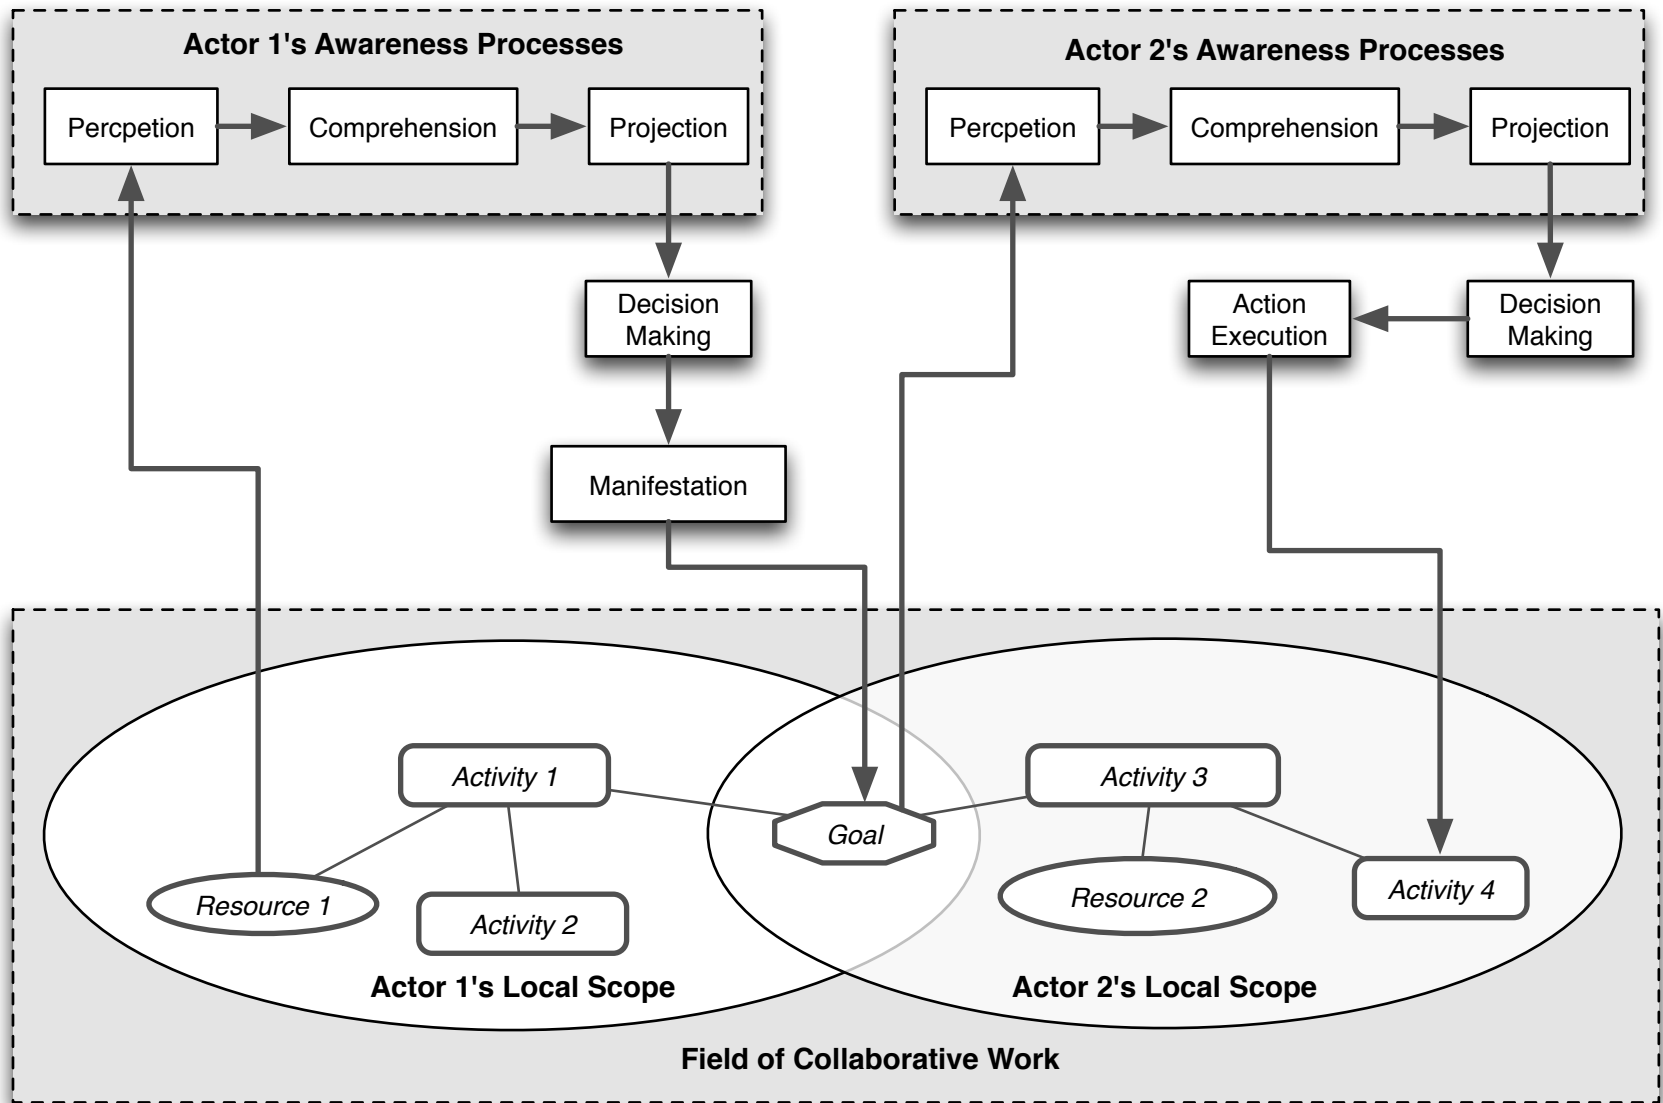 Actor 1's Awareness Processes
Percpetion
Comprehension
Projection
Decision
Making
Manifestation
Actor 2's Awareness Processes
Percpetion
Comprehension
Projection
Decision
Making
Action
Execution
Activity 1
Resource 1
Activity 2
Goal
Activity 3
Resource 2
Activity 4
Actor 1's Local Scope
Actor 2's Local Scope
Field of Collaborative Work